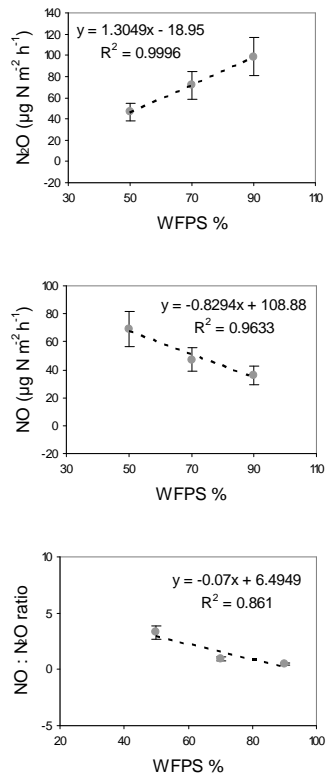 140
120
100
80
60
40
20
0
-20
N₂O (µg N m⁻² h⁻¹)
y = 1.3049x - 18.95
R² = 0.9996
30 50 70 90 110
WFPS %
100
80
60
40
20
0
-20
NO (µg N m⁻² h⁻¹)
y = -0.8294x + 108.88
R² = 0.9633
30 50 70 90 110
WFPS %
10
5
0
-5
NO : N₂O ratio
y = -0.07x + 6.4949
R² = 0.861
20 40 60 80 100
WFPS %